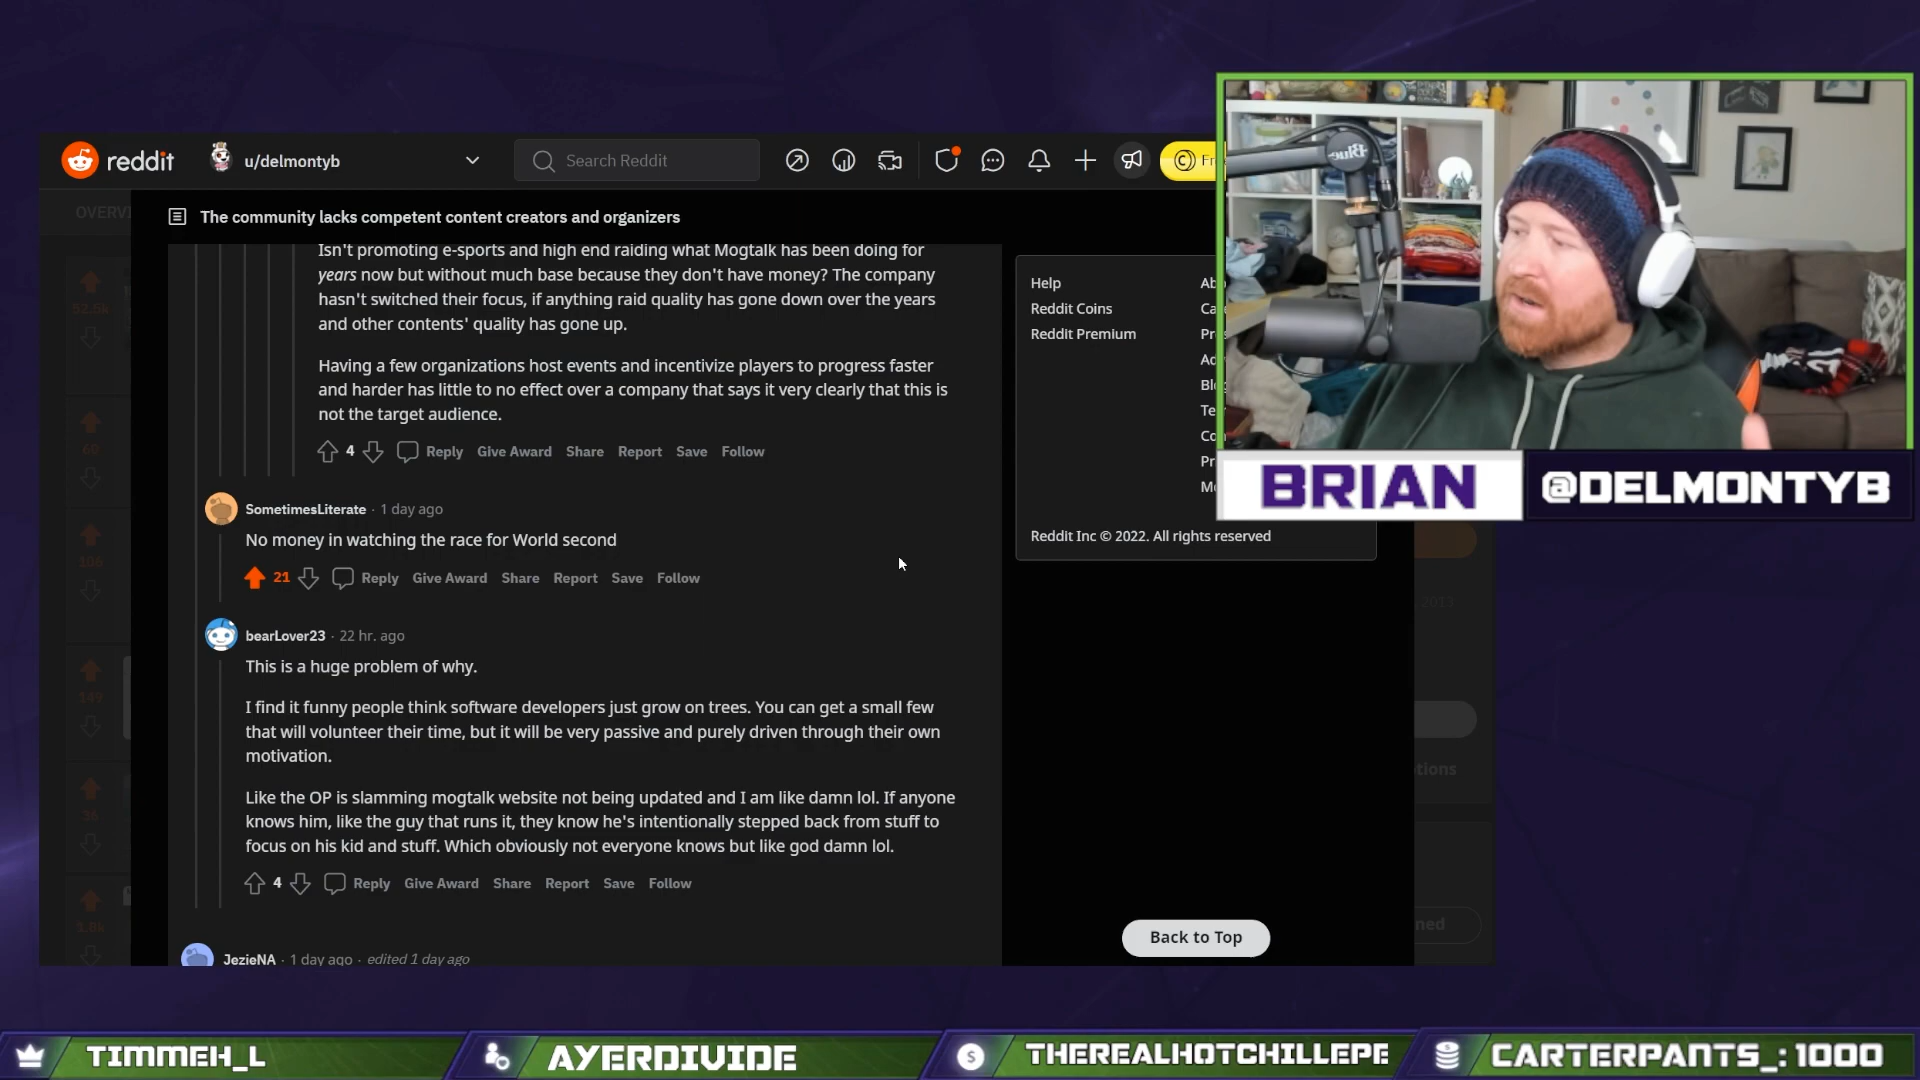 reddit
u/delmontyb
Search Reddit
The community lacks competent content creators and organizers
Isn't promoting e-sports and high end raiding what Mogtalk has been doing for
years now but without much base because they don't have money? The company
hasn't switched their focus, if anything raid quality has gone down over the years
and other contents' quality has gone up.
Having a few organizations host events and incentivize players to progress faster
and harder has little to no effect over a company that says it very clearly that this is
not the target audience.
4 Reply Give Award Share Report Save Follow
SometimesLiterate · 1 day ago
No money in watching the race for World second
21 Reply Give Award Share Report Save Follow
bearLover23 · 22 hr. ago
This is a huge problem of why.
I find it funny people think software developers just grow on trees. You can get a small few
that will volunteer their time, but it will be very passive and purely driven through their own
motivation.
Like the OP is slamming mogtalk website not being updated and I am like damn lol. If anyone
knows him, like the guy that runs it, they know he's intentionally stepped back from stuff to
focus on his kid and stuff. Which obviously not everyone knows but like god damn lol.
4 Reply Give Award Share Report Save Follow
JezieNA · 1 day ago · edited 1 day ago
Help
Reddit Coins
Reddit Premium
Reddit Inc © 2022. All rights reserved
Back to Top
Blue
BRIAN @DELMONTYB
TIMMEH_L AYERDIVIDE THEREALHOTCHILLEPE CARTERPANTS_: 1000